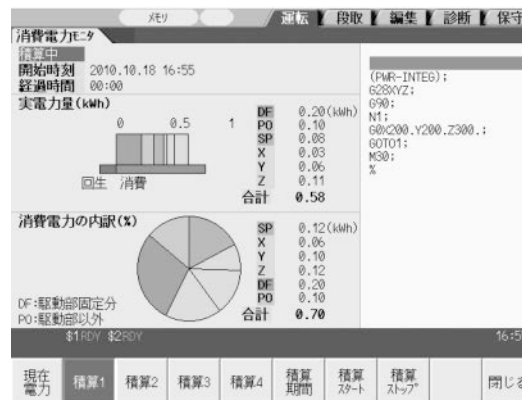 メモリ
運転 段取 編集 診断 保守
消費電力モニタ
積算中
開始時刻 2010.10.18 16:55
経過時間 00:00
実電力量(kWh)
0 0.5 1
回生 消費
DF 0.20(kWh)
PO 0.10
SP 0.08
X 0.03
Y 0.06
Z 0.11
合計 0.58
消費電力の内訳(%)
SP 0.12(kWh)
X 0.06
Y 0.10
Z 0.12
DF 0.20
PO 0.10
合計 0.70
DF:駆動部固定分
PO:駆動部以外
(PWR-INTEG);
G28XYZ;
G90;
N1;
G0X200.Y200.Z300.;
GOTO1;
M30;
%
$1RDY $2RDY
16:5
現在電力 積算1 積算2 積算3 積算4 積算期間 積算スタート 積算ストップ 閉じる